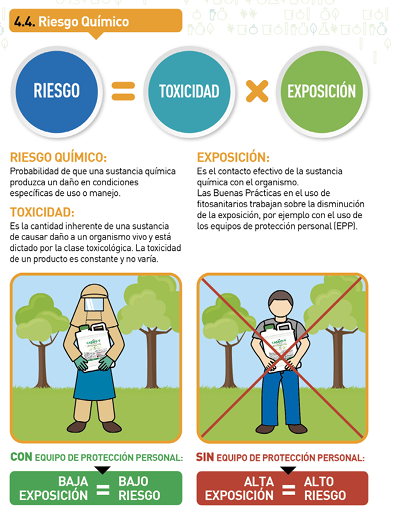 4.4. Riesgo Químico
RIESGO = TOXICIDAD × EXPOSICIÓN
RIESGO QUÍMICO:
Probabilidad de que una sustancia química
produzca un daño en condiciones
específicas de uso o manejo.
TOXICIDAD:
Es la cantidad inherente de una sustancia
de causar daño a un organismo vivo y está
dictado por la clase toxicológica. La toxicidad
de un producto es constante y no varía.
EXPOSICIÓN:
Es el contacto efectivo de la sustancia
química con el organismo.
Las Buenas Prácticas en el uso de
fitosanitarios trabajan sobre la disminución
de la exposición, por ejemplo con el uso de
los equipos de protección personal (EPP).
CON EQUIPO DE PROTECCIÓN PERSONAL:
BAJA EXPOSICIÓN = BAJO RIESGO
SIN EQUIPO DE PROTECCIÓN PERSONAL:
ALTA EXPOSICIÓN = ALTO RIESGO